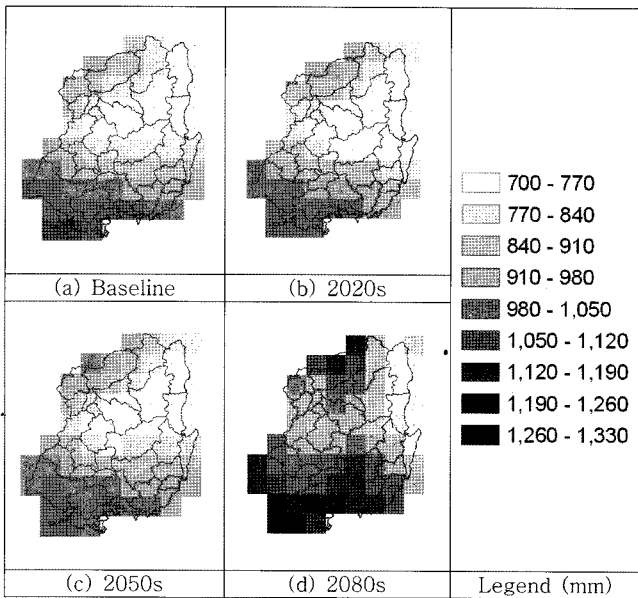 (a) Baseline
(b) 2020s
(c) 2050s
(d) 2080s
700 - 770
770 - 840
840 - 910
910 - 980
980 - 1,050
1,050 - 1,120
1,120 - 1,190
1,190 - 1,260
1,260 - 1,330
Legend (mm)